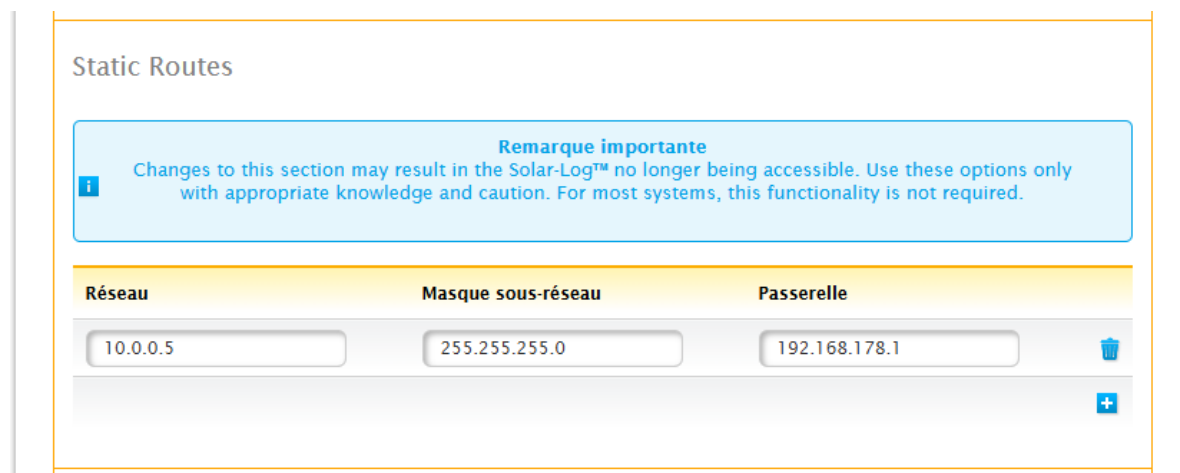 Static Routes
Remarque importante
Changes to this section may result in the Solar-Log™ no longer being accessible. Use these options only
with appropriate knowledge and caution. For most systems, this functionality is not required.
Réseau Masque sous-réseau Passerelle
10.0.0.5 255.255.255.0 192.168.178.1